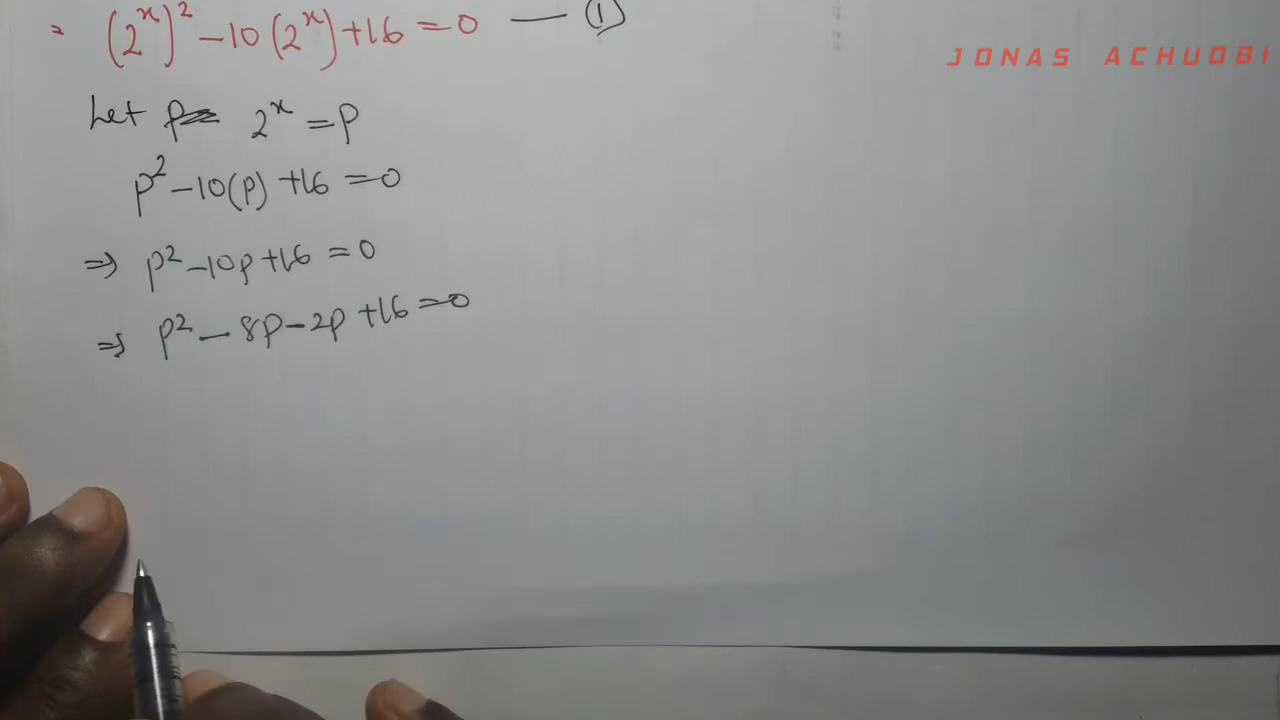 = (2^x)^2 – 10(2^x) + 16 = 0 — (1)
JONAS ACHUOBI
Let 2^x = p
p^2 – 10(p) + 16 = 0
⇒ p^2 – 10p + 16 = 0
⇒ p^2 – 8p – 2p + 16 = 0